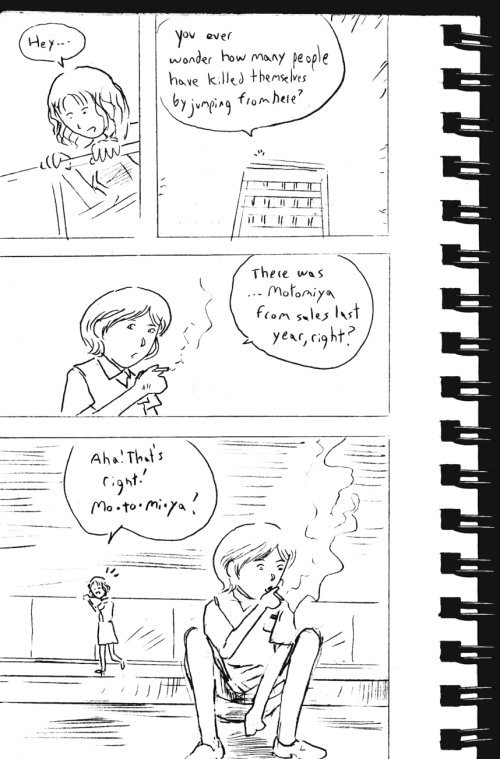 Hey...
you ever
wonder how many people
have killed themselves
by jumping from here?
There was
... Motomiya
from sales last
year, right?
Aha! That's
right!
Mo•to•mi•ya!